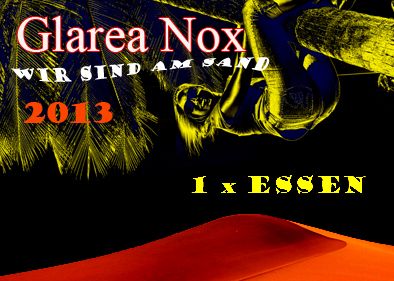 Glarea Nox
WIR SIND AM SAND
2013
1 x ESSEN